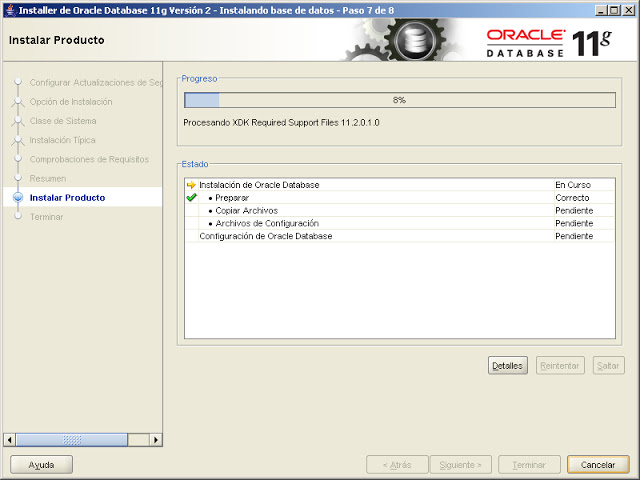 Installer de Oracle Database 11g Versión 2 - Instalando base de datos - Paso 7 de 8
Instalar Producto
ORACLE
DATABASE 11g
Configurar Actualizaciones de Seg
Opción de Instalación
Clase de Sistema
Instalación Típica
Comprobaciones de Requisitos
Resumen
Instalar Producto
Terminar
Progreso
8%
Procesando XDK Required Support Files 11.2.0.1.0
Estado
Instalación de Oracle Database En Curso
• Preparar Correcto
• Copiar Archivos Pendiente
• Archivos de Configuración Pendiente
Configuración de Oracle Database Pendiente
Detalles Reintentar Saltar
Ayuda < Atrás Siguiente > Terminar Cancelar